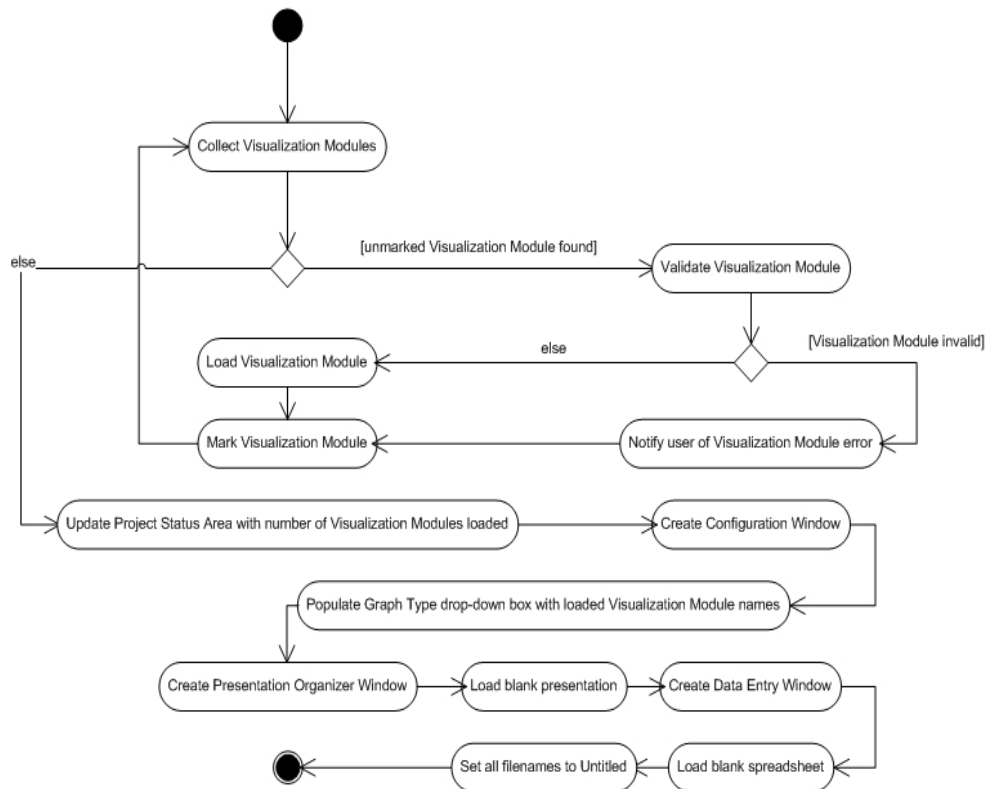 Collect Visualization Modules
[unmarked Visualization Module found]
else
Validate Visualization Module
else
[Visualization Module invalid]
Load Visualization Module
Mark Visualization Module
Notify user of Visualization Module error
Update Project Status Area with number of Visualization Modules loaded
Create Configuration Window
Populate Graph Type drop-down box with loaded Visualization Module names
Create Presentation Organizer Window
Load blank presentation
Create Data Entry Window
Set all filenames to Untitled
Load blank spreadsheet